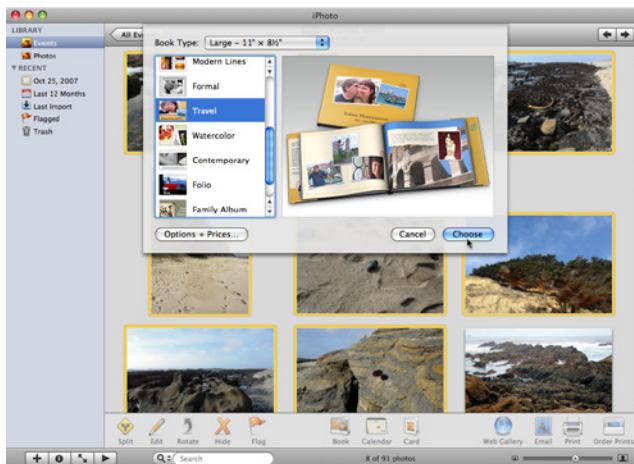 iPhoto
LIBRARY
Events
Photos
▼ RECENT
Oct 25, 2007
Last 12 Months
Last Import
Flagged
Trash
All Ev
Book Type: Large – 11" × 8½"
Modern Lines
Formal
Travel
Watercolor
Contemporary
Folio
Family Album
Options + Prices...
Cancel
Choose
Split
Edit
Rotate
Hide
Flag
Book
Calendar
Card
Web Gallery
Email
Print
Order Prints
Search
8 of 91 photos